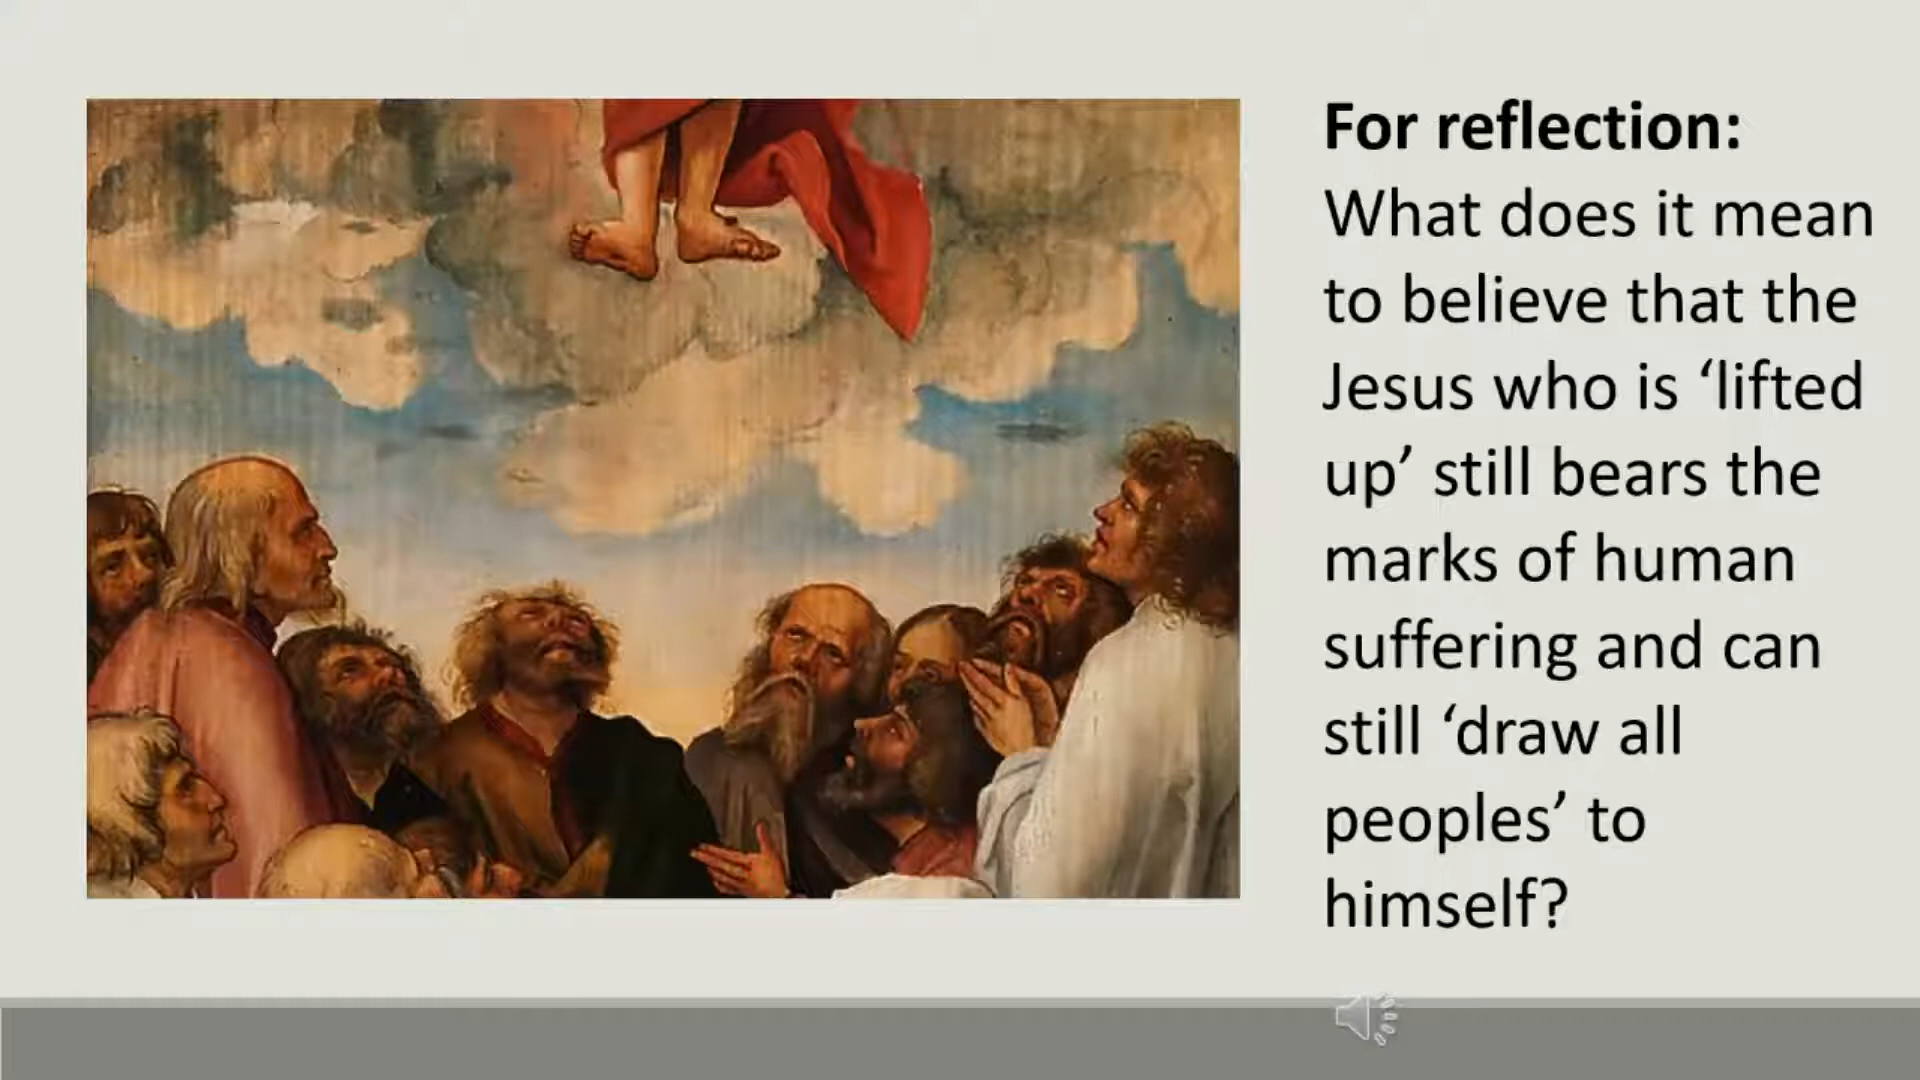 For reflection:
What does it mean
to believe that the
Jesus who is ‘lifted
up’ still bears the
marks of human
suffering and can
still ‘draw all
peoples’ to
himself?